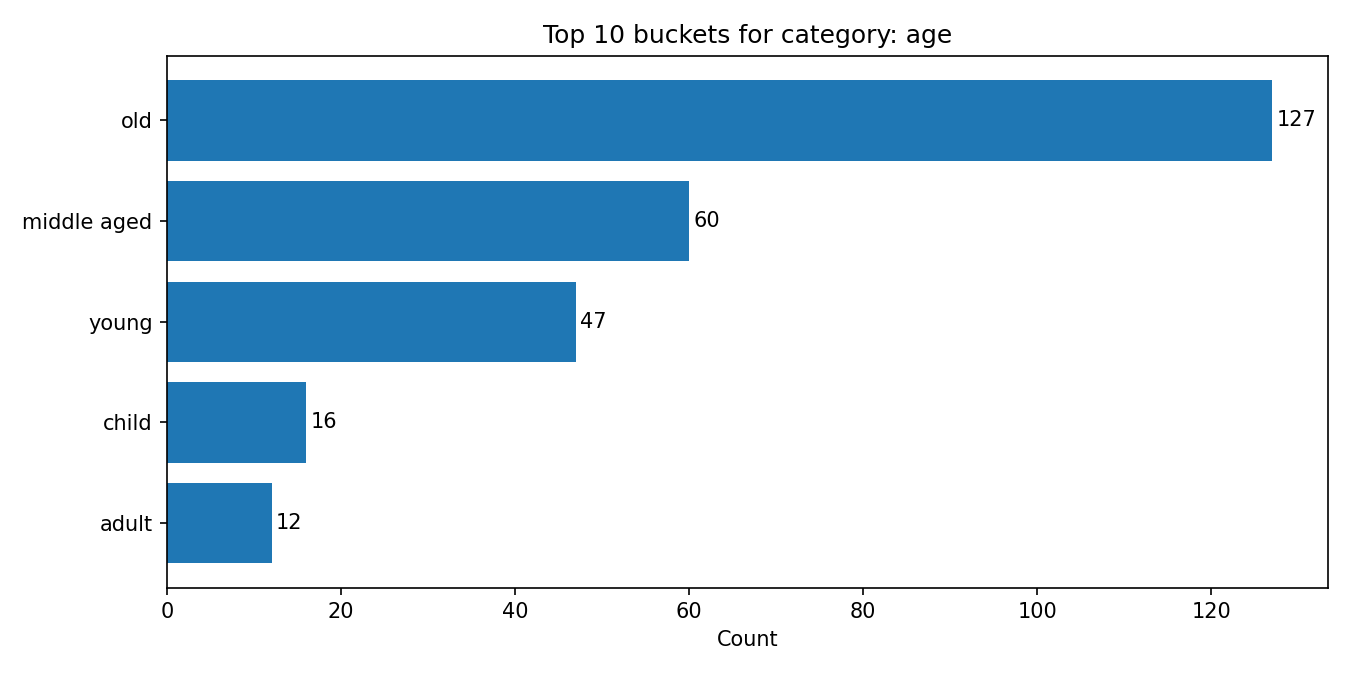 Top 10 buckets for category: age
old
127
middle aged
60
young
47
child
16
adult
12
0 20 40 60 80 100 120
Count